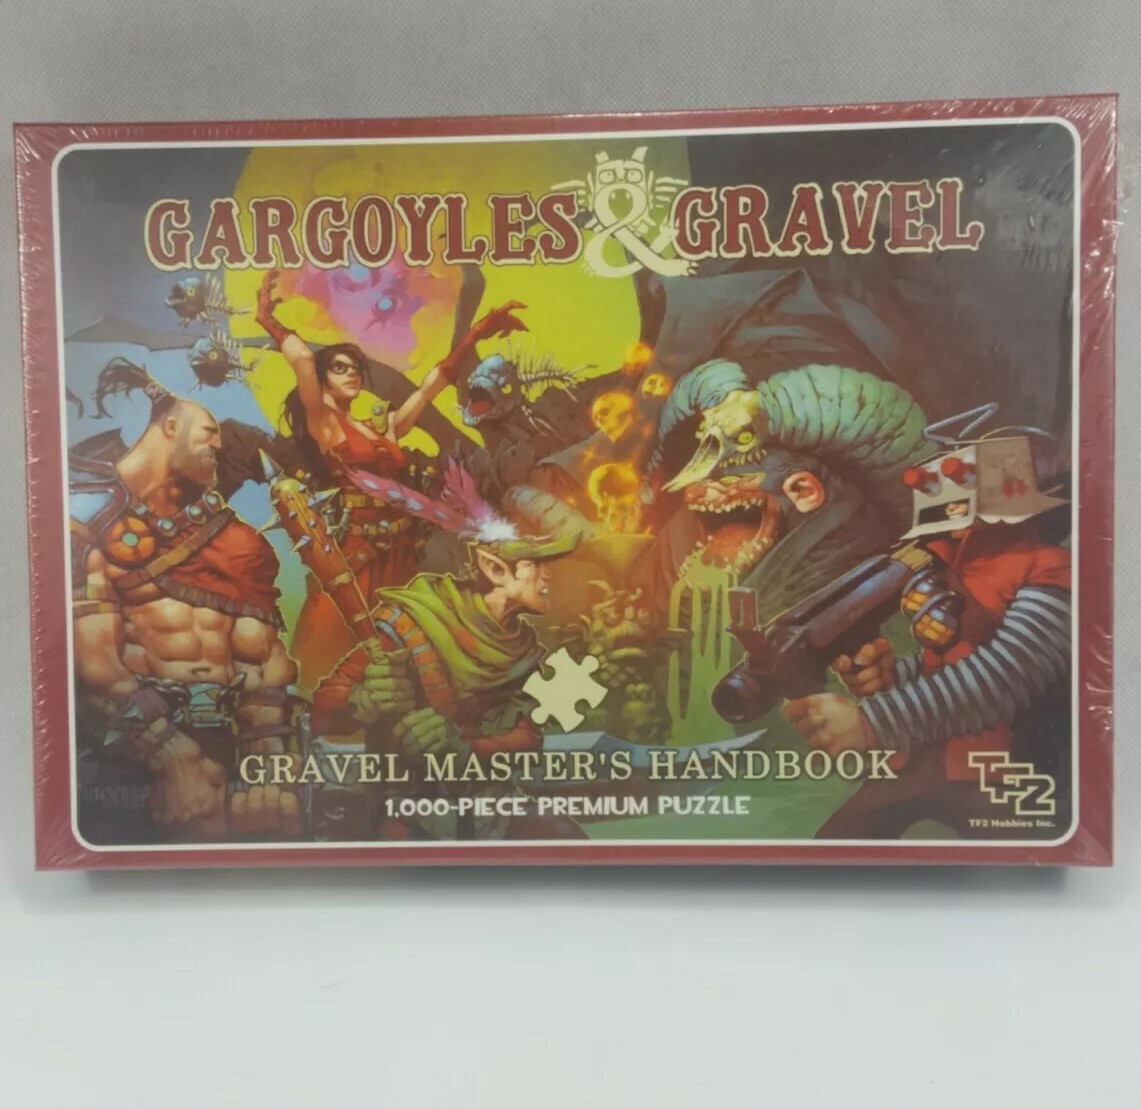 GARGOYLES & GRAVEL
GRAVEL MASTER'S HANDBOOK
1,000-PIECE PREMIUM PUZZLE
TF2
TF2 Hobbies Inc.